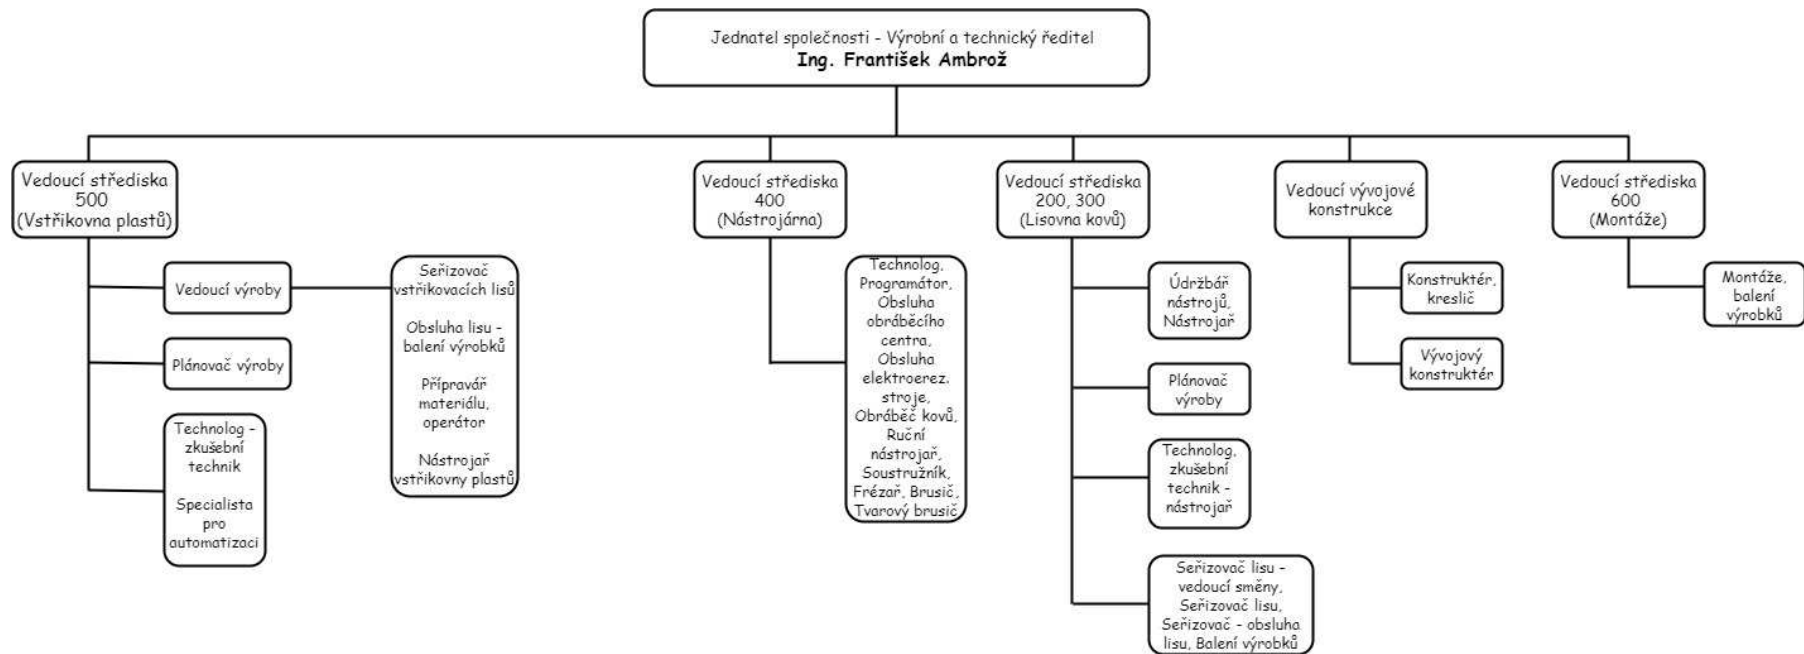 Jednatel společnosti - Výrobní a technický ředitel
Ing. František Ambrož
Vedoucí střediska
500
(Vstřikovna plastů)
Vedoucí střediska
400
(Nástrojárna)
Vedoucí střediska
200, 300
(Lisovna kovů)
Vedoucí vývojové
konstrukce
Vedoucí střediska
600
(Montáže)
Vedoucí výroby
Plánovač výroby
Technolog -
zkušební
technik
Specialista
pro
automatizaci
Seřizovač
vstřikovacích lisů
Obsluha lisu -
balení výrobků
Přípravář
materiálu,
operátor
Nástrojař
vstřikovny plastů
Technolog,
Programátor,
Obsluha
obráběcího
centra,
Obsluha
elektroerez.
stroje,
Obráběč kovů,
Ruční
nástrojař,
Soustružník,
Frézař, Brusič,
Tvarový brusič
Údržbář
nástrojů,
Nástrojař
Plánovač
výroby
Technolog,
zkušební
technik -
nástrojař
Seřizovač lisu -
vedoucí směny,
Seřizovač lisu,
Seřizovač - obsluha
lisu, Balení výrobků
Konstruktér,
kreslič
Vývojový
konstruktér
Montáže,
balení
výrobků